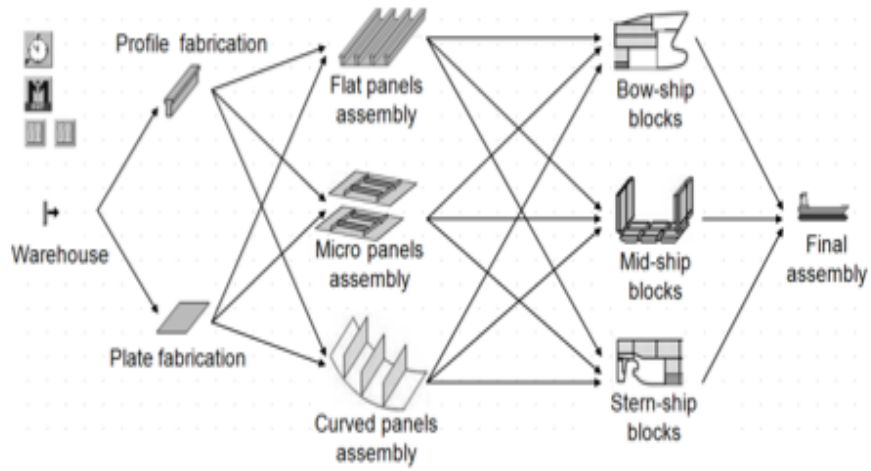 Profile fabrication
Flat panels
assembly
Bow-ship
blocks
Warehouse
Micro panels
assembly
Mid-ship
blocks
Final
assembly
Plate fabrication
Curved panels
assembly
Stern-ship
blocks